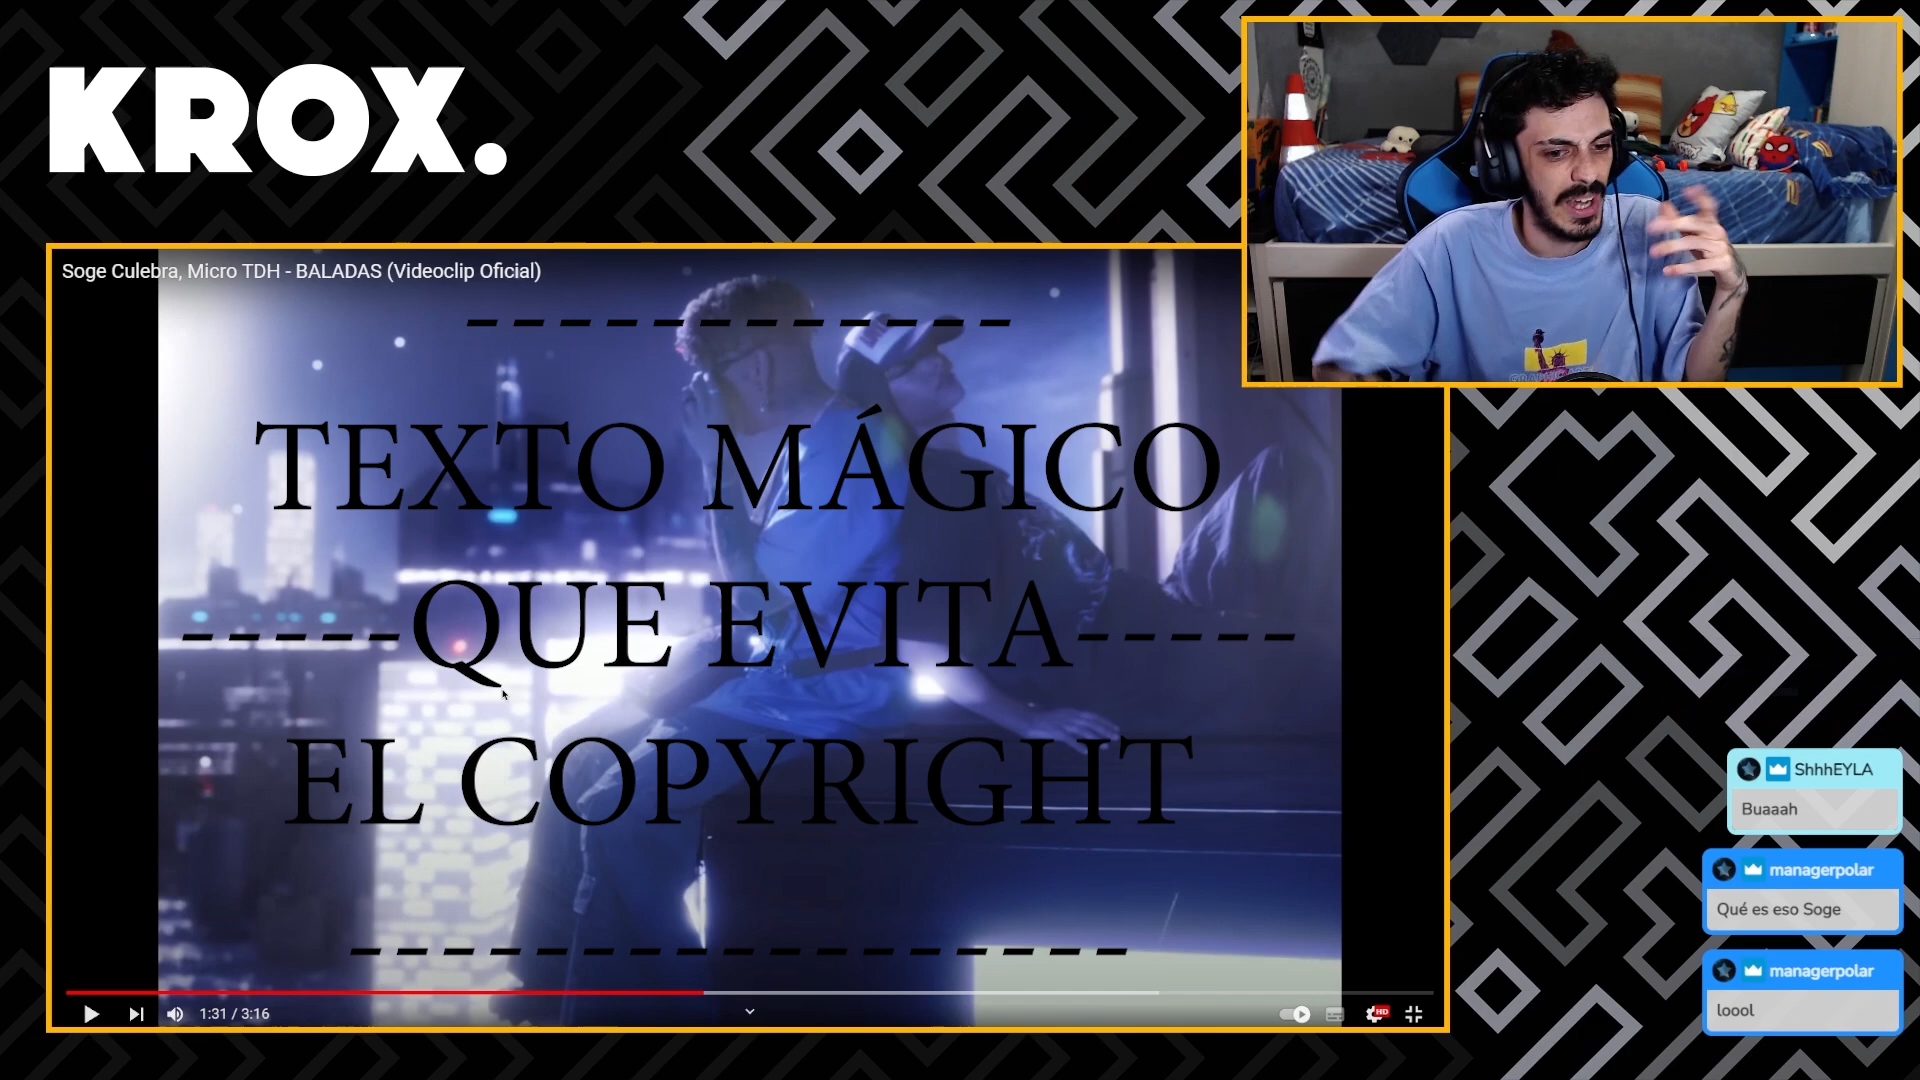 KROX.
Soge Culebra, Micro TDH - BALADAS (Videoclip Oficial)
------------
TEXTO MÁGICO
-----QUE EVITA-----
EL COPYRIGHT
-----------------
1:31 / 3:16
HD
ShhhEYLA
Buaaah
managerpolar
Qué es eso Soge
managerpolar
loool